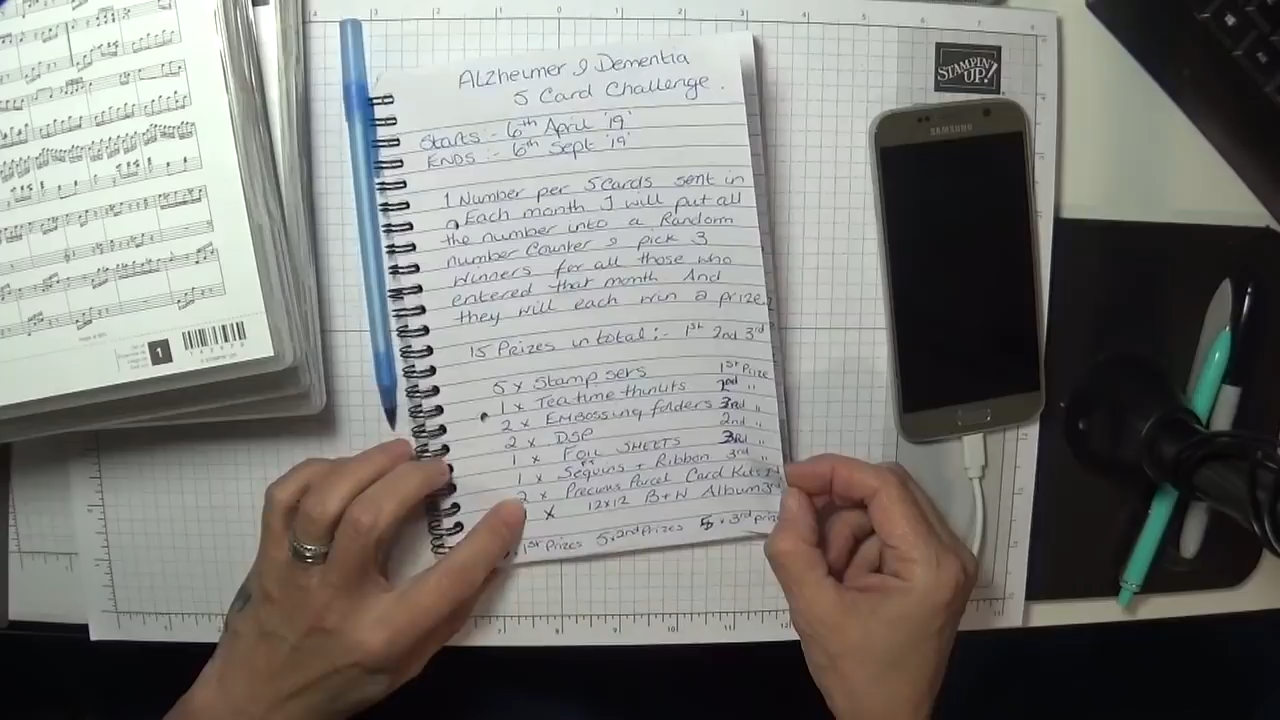 ALZheimer & Dementia
5 Card Challenge.
Starts :- 6th April '19'
ENDS :- 6th Sept '19'
1 Number per 5 Cards sent in
Each month I will put all
the number into a Random
number Counter & pick 3
Winners for all those who
entered that month And
they will each win a prize.
15 Prizes in total :- 1st 2nd 3rd
5 x Stamp sets 1st Prize
1 x Teatime thinlits 2nd "
2 x EMBossing folders 3rd "
2 x DSP 2nd "
1 x FOIL SHEETS 3rd "
1 x Sequins + Ribbon 3rd "
2 x Precious Parcel Card Kits 2nd
x 12x12 B+W Album 3rd
1st Prizes 5 x 2nd Prizes 5 x 3rd prizes
STAMPIN' UP!
SAMSUNG
1